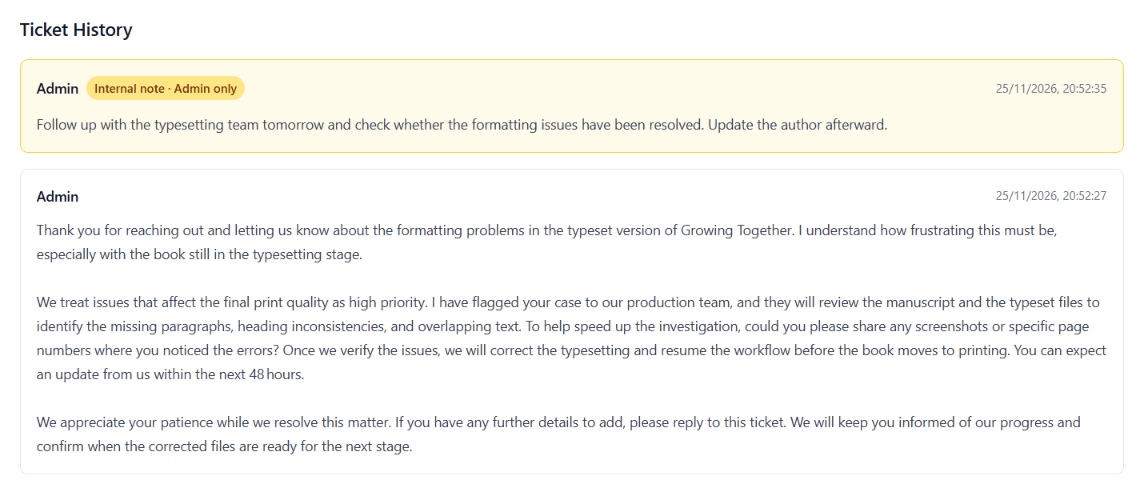 Ticket History
Admin Internal note · Admin only 25/11/2026, 20:52:35
Follow up with the typesetting team tomorrow and check whether the formatting issues have been resolved. Update the author afterward.
Admin 25/11/2026, 20:52:27
Thank you for reaching out and letting us know about the formatting problems in the typeset version of Growing Together. I understand how frustrating this must be,
especially with the book still in the typesetting stage.
We treat issues that affect the final print quality as high priority. I have flagged your case to our production team, and they will review the manuscript and the typeset files to
identify the missing paragraphs, heading inconsistencies, and overlapping text. To help speed up the investigation, could you please share any screenshots or specific page
numbers where you noticed the errors? Once we verify the issues, we will correct the typesetting and resume the workflow before the book moves to printing. You can expect
an update from us within the next 48 hours.
We appreciate your patience while we resolve this matter. If you have any further details to add, please reply to this ticket. We will keep you informed of our progress and
confirm when the corrected files are ready for the next stage.